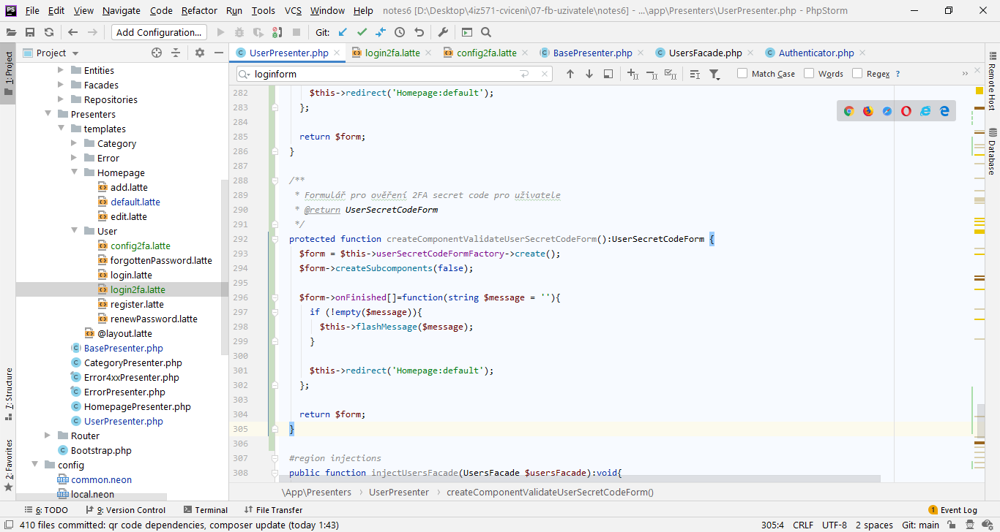 PS File Edit View Navigate Code Refactor Run Tools VCS Window Help notes6 [D:\Desktop\4iz571-cviceni\07-fb-uzivatele\notes6] - ...\app\Presenters\UserPresenter.php - PhpStorm
Add Configuration... Git:
Project UserPresenter.php login2fa.latte config2fa.latte BasePresenter.php UsersFacade.php Authenticator.php
loginform Match Case Words Regex ? »
1: Project
7: Structure
2: Favorites
Entities
Facades
Repositories
Presenters
templates
Category
Error
Homepage
add.latte
default.latte
edit.latte
User
config2fa.latte
forgottenPassword.latte
login.latte
login2fa.latte
register.latte
renewPassword.latte
@layout.latte
BasePresenter.php
CategoryPresenter.php
Error4xxPresenter.php
ErrorPresenter.php
HomepagePresenter.php
UserPresenter.php
Router
Bootstrap.php
config
common.neon
local.neon
282 $this->redirect('Homepage:default');
283 };
284
285 return $form;
286 }
287
288 /**
289 * Formulář pro ověření 2FA secret code pro uživatele
290 * @return UserSecretCodeForm
291 */
292 protected function createComponentValidateUserSecretCodeForm():UserSecretCodeForm {
293 $form = $this->userSecretCodeFormFactory->create();
294 $form->createSubcomponents(false);
295
296 $form->onFinished[]=function(string $message = ''){
297 if (!empty($message)){
298 $this->flashMessage($message);
299 }
300
301 $this->redirect('Homepage:default');
302 };
303
304 return $form;
305 }
306
307 #region injections
308 public function injectUsersFacade(UsersFacade $usersFacade):void{
Remote Host
Database
\App\Presenters › UserPresenter › createComponentValidateUserSecretCodeForm()
6: TODO 9: Version Control Terminal File Transfer 1 Event Log
410 files committed: qr code dependencies, composer update (today 1:43) 305:4 CRLF UTF-8 2 spaces Git: main